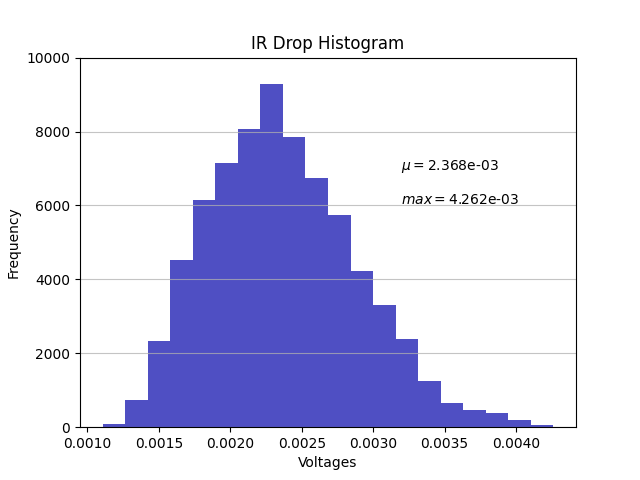 IR Drop Histogram
10000
8000
6000
4000
2000
0
Frequency
μ = 2.368e-03
max = 4.262e-03
0.0010 0.0015 0.0020 0.0025 0.0030 0.0035 0.0040
Voltages